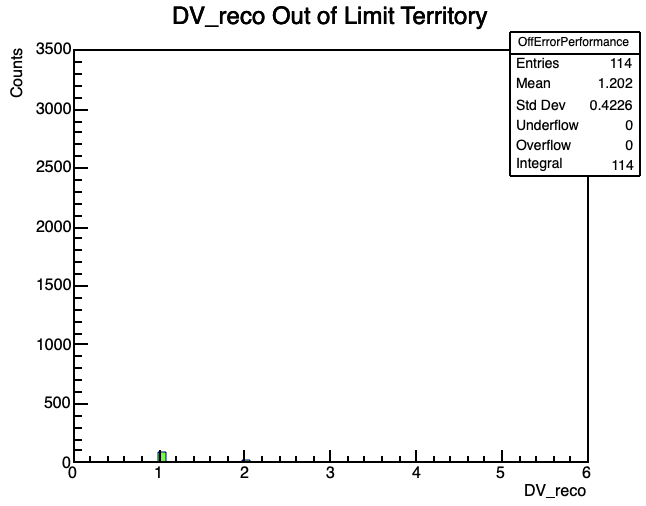 DV_reco Out of Limit Territory
OffErrorPerformance
Entries 114
Mean 1.202
Std Dev 0.4226
Underflow 0
Overflow 0
Integral 114
Counts
3500
3000
2500
2000
1500
1000
500
0
0 1 2 3 4 5 6
DV_reco